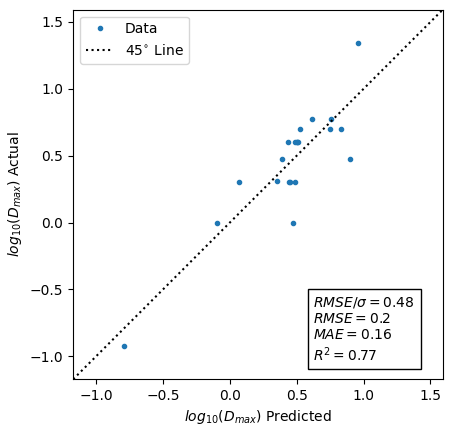 Data
45° Line
1.5
1.0
0.5
0.0
−0.5
−1.0
log₁₀(Dₘₐₓ) Actual
RMSE/σ = 0.48
RMSE = 0.2
MAE = 0.16
R² = 0.77
−1.0 −0.5 0.0 0.5 1.0 1.5
log₁₀(Dₘₐₓ) Predicted